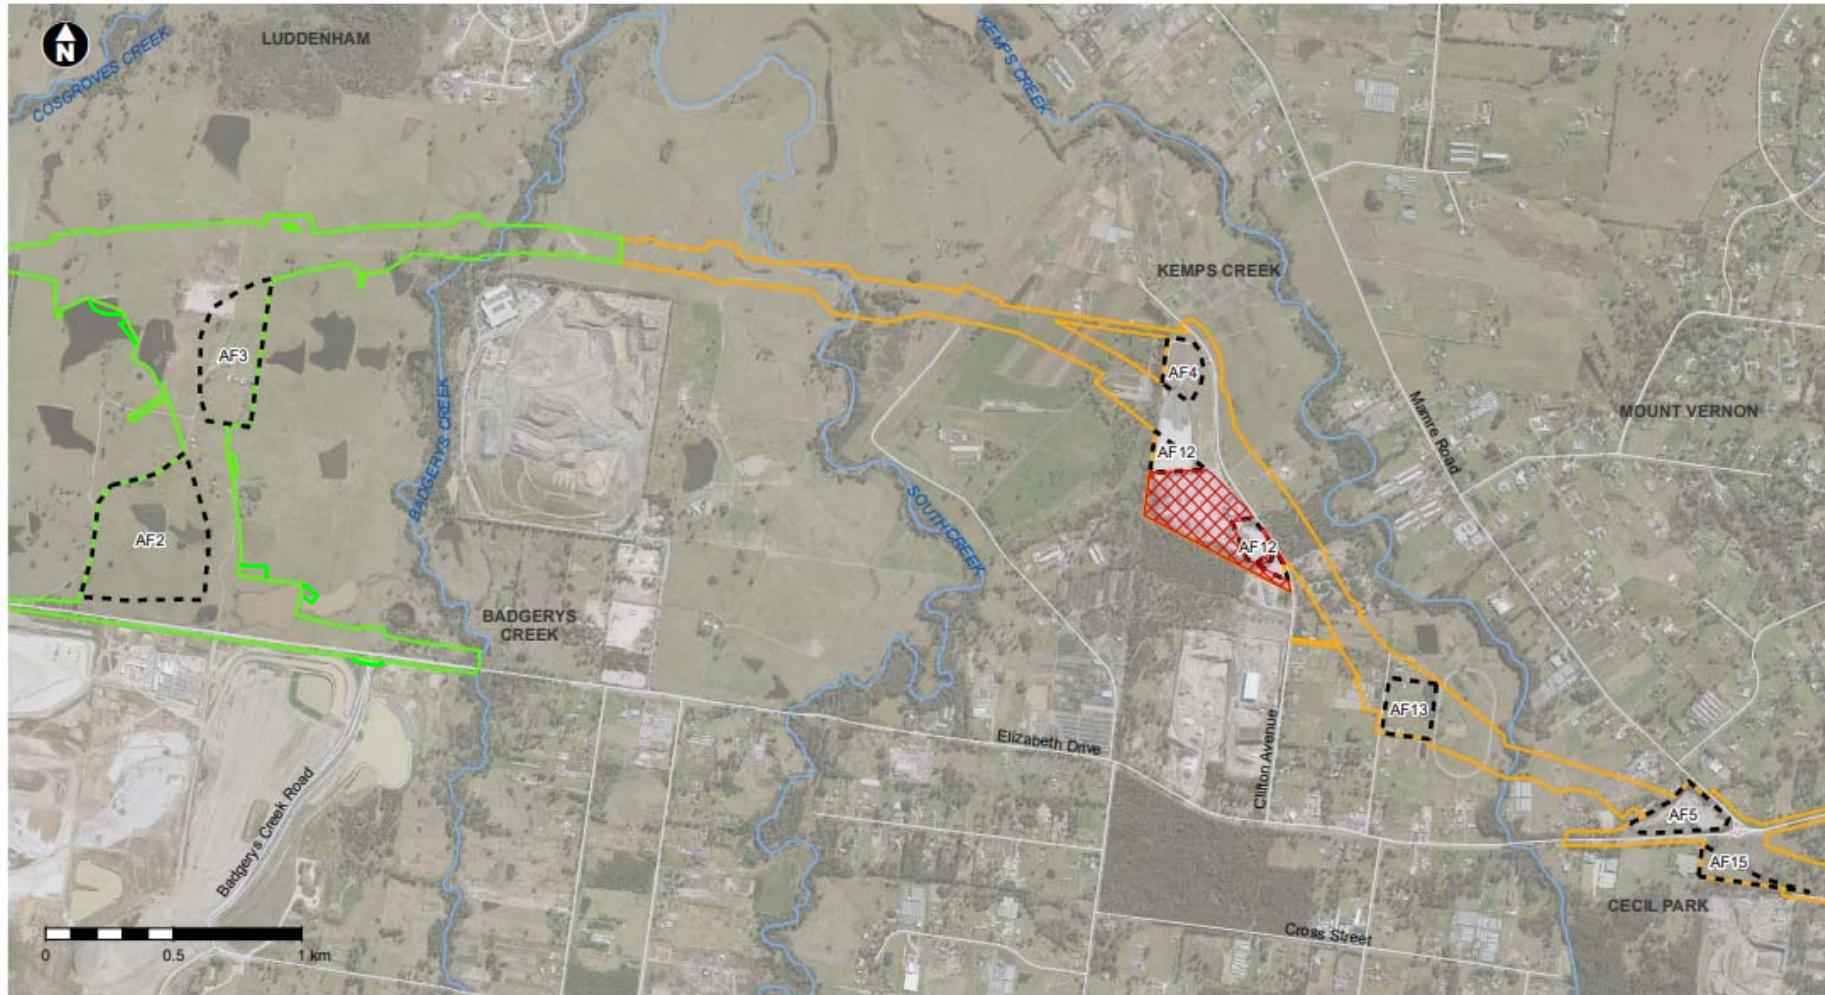 N
LUDDENHAM
COSGROVES CREEK
KEMPS CREEK
KEMPS CREEK
AF3
AF4
BADGERYS CREEK
Mamre Road
MOUNT VERNON
AF12
AF2
SOUTH CREEK
AF12
BADGERYS
CREEK
AF13
Elizabeth Drive
Clifton Avenue
Badgerys Creek Road
AF5
AF15
CECIL PARK
Cross Street
0
0.5
1 km